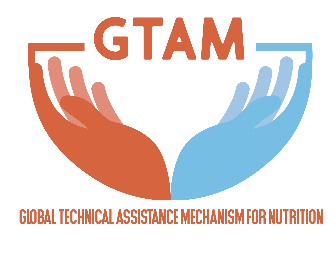 GTAM
GLOBAL TECHNICAL ASSISTANCE MECHANISM FOR NUTRITION